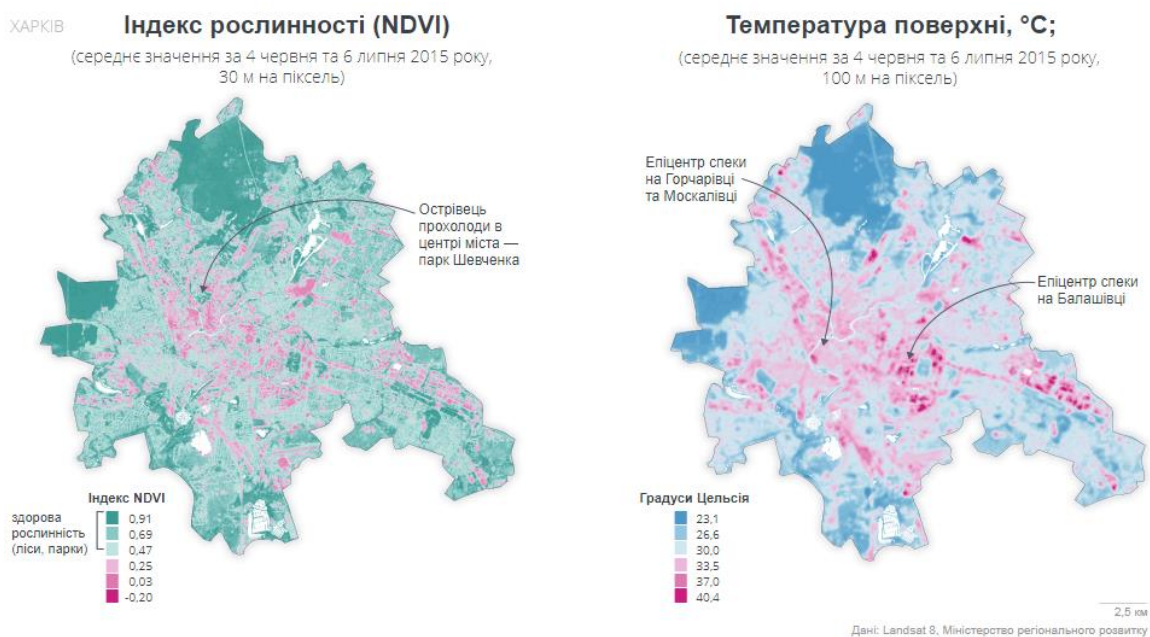 ХАРКІВ
Індекс рослинності (NDVI)
(середнє значення за 4 червня та 6 липня 2015 року,
30 м на піксель)
Острівець
прохолоди в
центрі міста —
парк Шевченка
Індекс NDVI
здорова
рослинність
(ліси, парки)
0,91
0,69
0,47
0,25
0,03
-0,20
Температура поверхні, °C;
(середнє значення за 4 червня та 6 липня 2015 року,
100 м на піксель)
Епіцентр спеки
на Горчарівці
та Москалівці
Епіцентр спеки
на Балашівці
Градуси Цельсія
23,1
26,6
30,0
33,5
37,0
40,4
2,5 км
Дані: Landsat 8, Міністерство регіонального розвитку